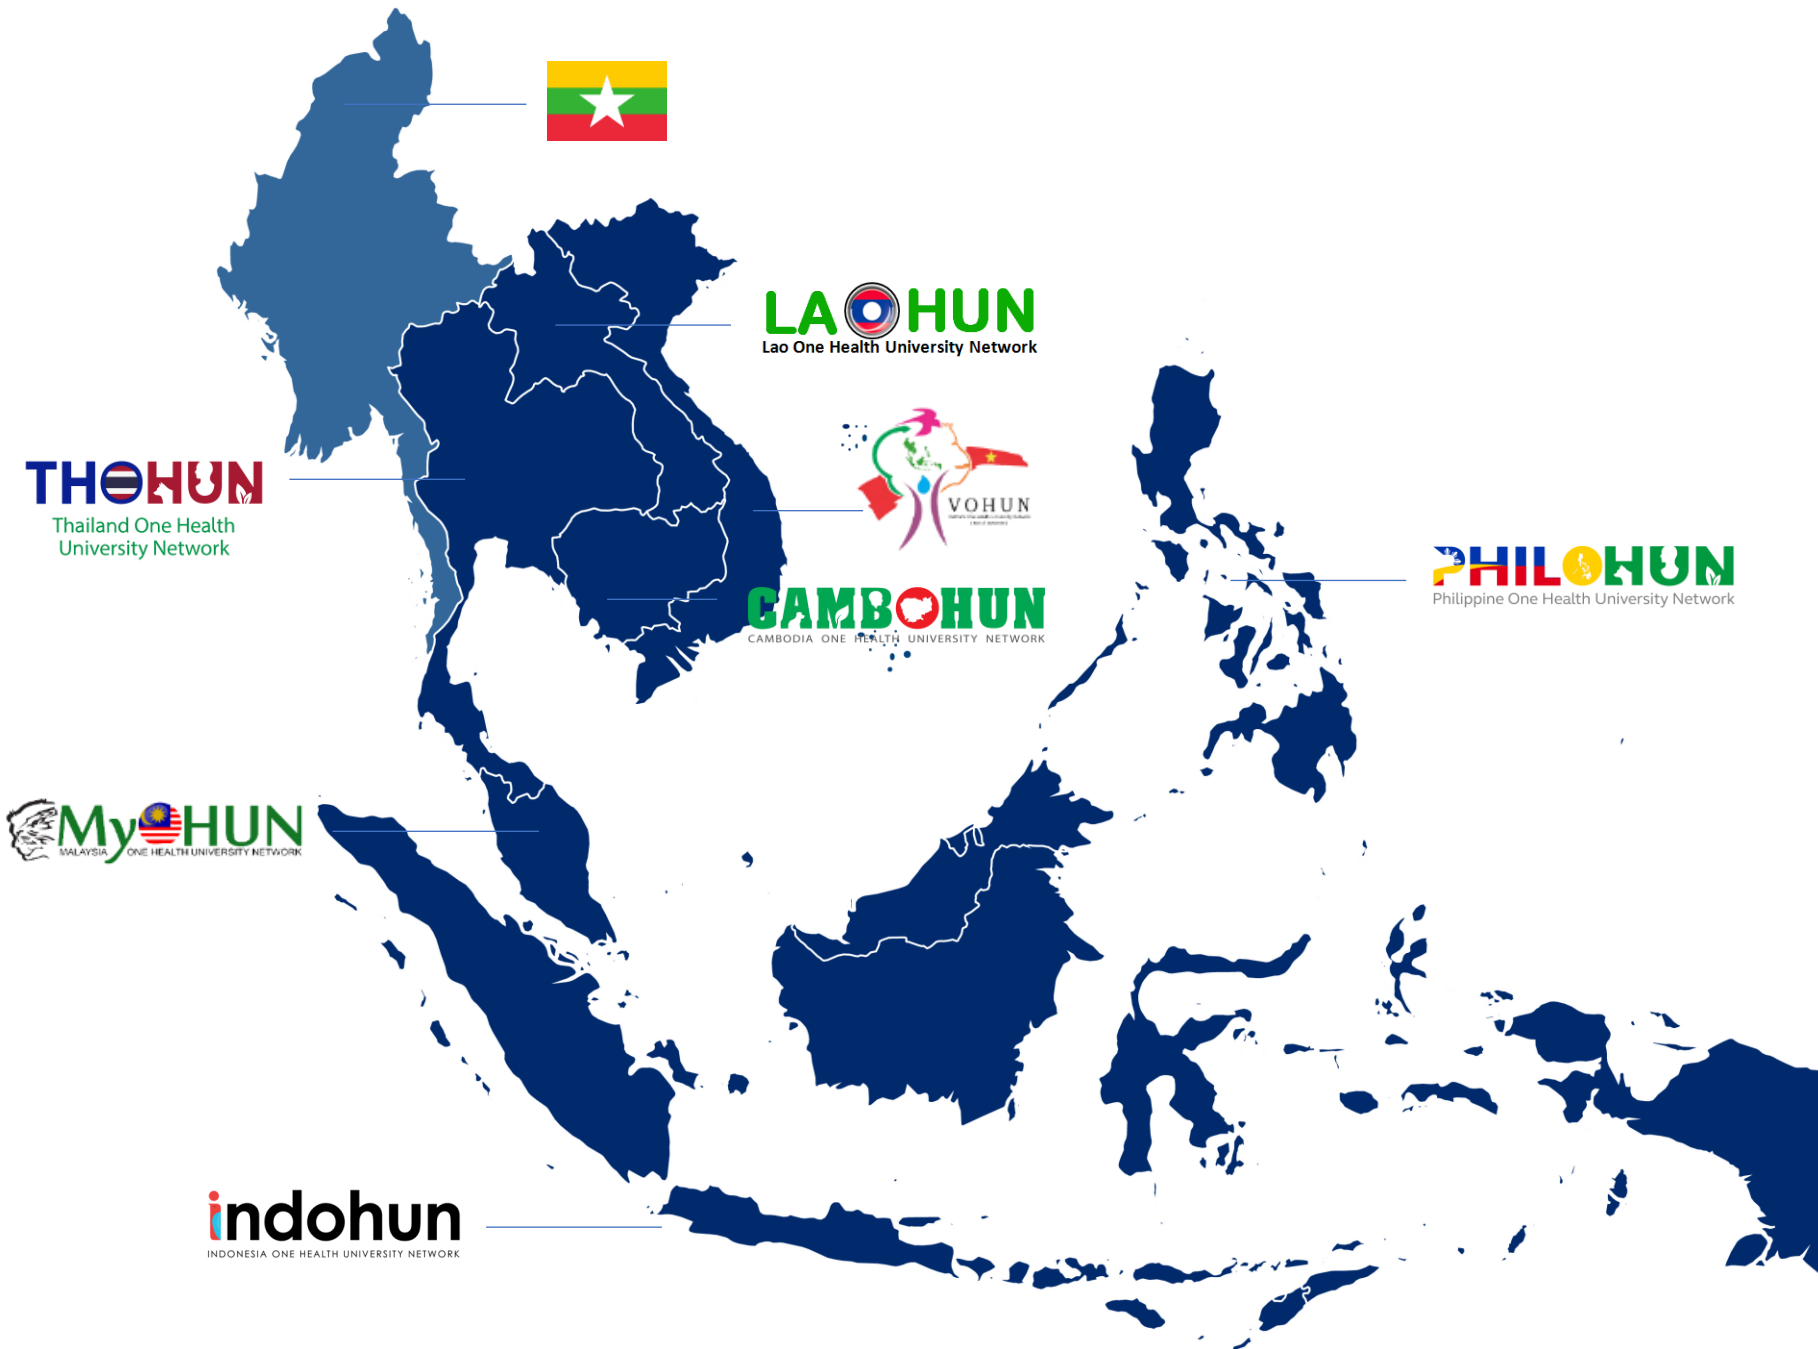 LAOHUN
Lao One Health University Network
THOHUN
Thailand One Health
University Network
VOHUN
CAMBOHUN
CAMBODIA ONE HEALTH UNIVERSITY NETWORK
PHILOHUN
Philippine One Health University Network
MyOHUN
MALAYSIA ONE HEALTH UNIVERSITY NETWORK
indohun
INDONESIA ONE HEALTH UNIVERSITY NETWORK